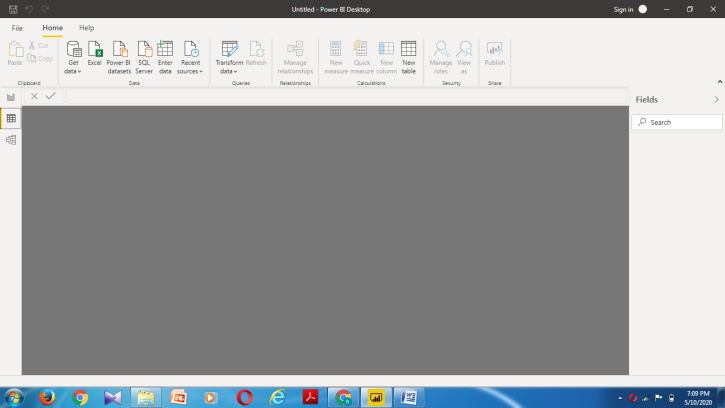 Untitled - Power BI Desktop
Sign in
File
Home
Help
Paste
Cut
Copy
Clipboard
Get
data
Excel
Power BI
datasets
SQL
Server
Enter
data
Recent
sources
Data
Transform
data
Refresh
Queries
Manage
relationships
Relationships
New
measure
Quick
measure
New
column
New
table
Calculations
Manage
roles
View
as
Security
Publish
Share
Fields
Search
7:09 PM
5/10/2020